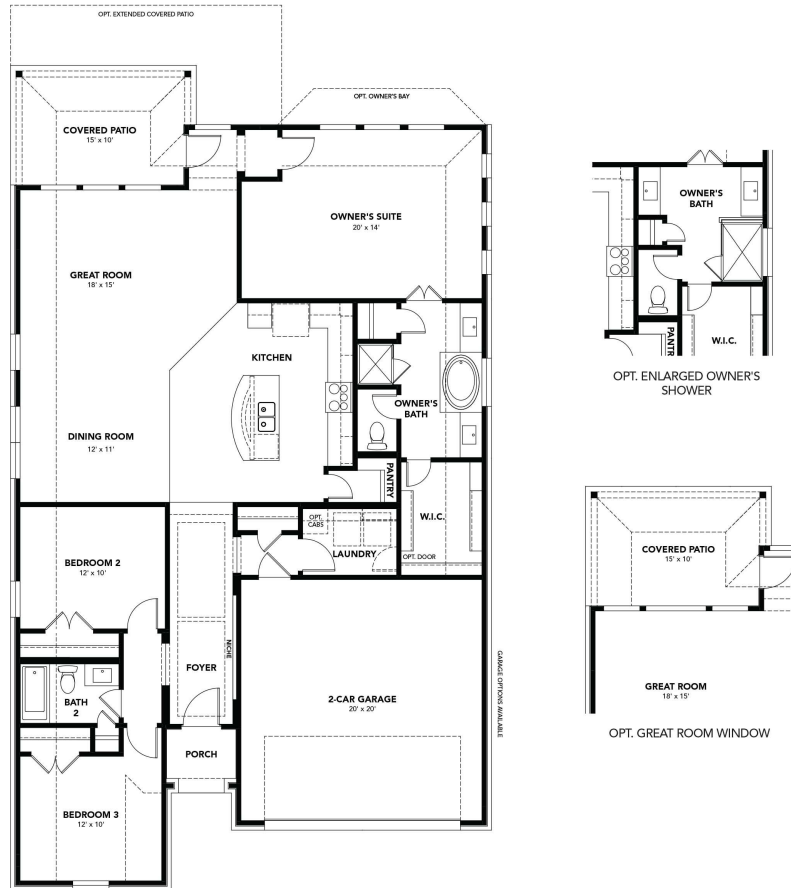 OPT. EXTENDED COVERED PATIO
OPT. OWNER'S BAY
COVERED PATIO
15' x 10'
OWNER'S SUITE
20' x 14'
GREAT ROOM
18' x 15'
KITCHEN
OWNER'S
BATH
DINING ROOM
12' x 11'
PANTRY
W.I.C.
OPT.
CABS
LAUNDRY
OPT. DOOR
BEDROOM 2
12' x 10'
NICHE
FOYER
BATH
2
2-CAR GARAGE
20' x 20'
GARAGE OPTIONS AVAILABLE
PORCH
BEDROOM 3
12' x 10'
OWNER'S
BATH
PANTR
W.I.C.
OPT. ENLARGED OWNER'S
SHOWER
COVERED PATIO
15' x 10'
GREAT ROOM
18' x 15'
OPT. GREAT ROOM WINDOW